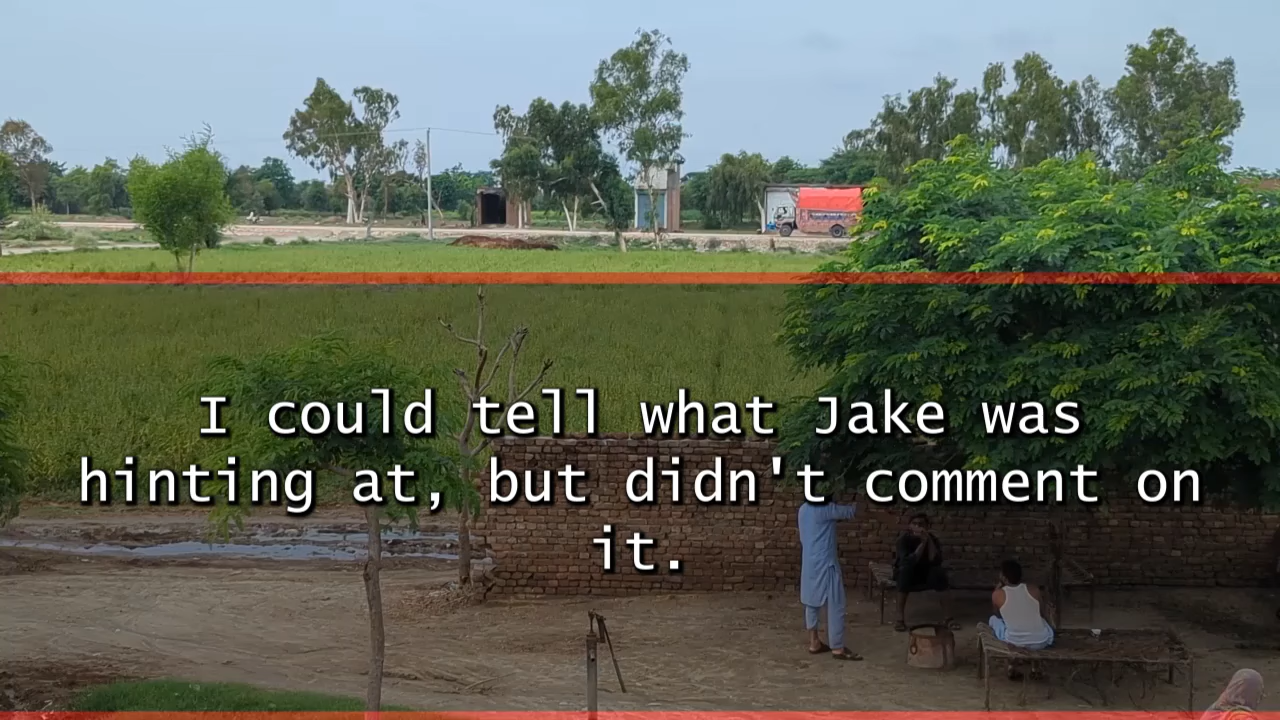 I could tell what Jake was
hinting at, but didn't comment on
it.